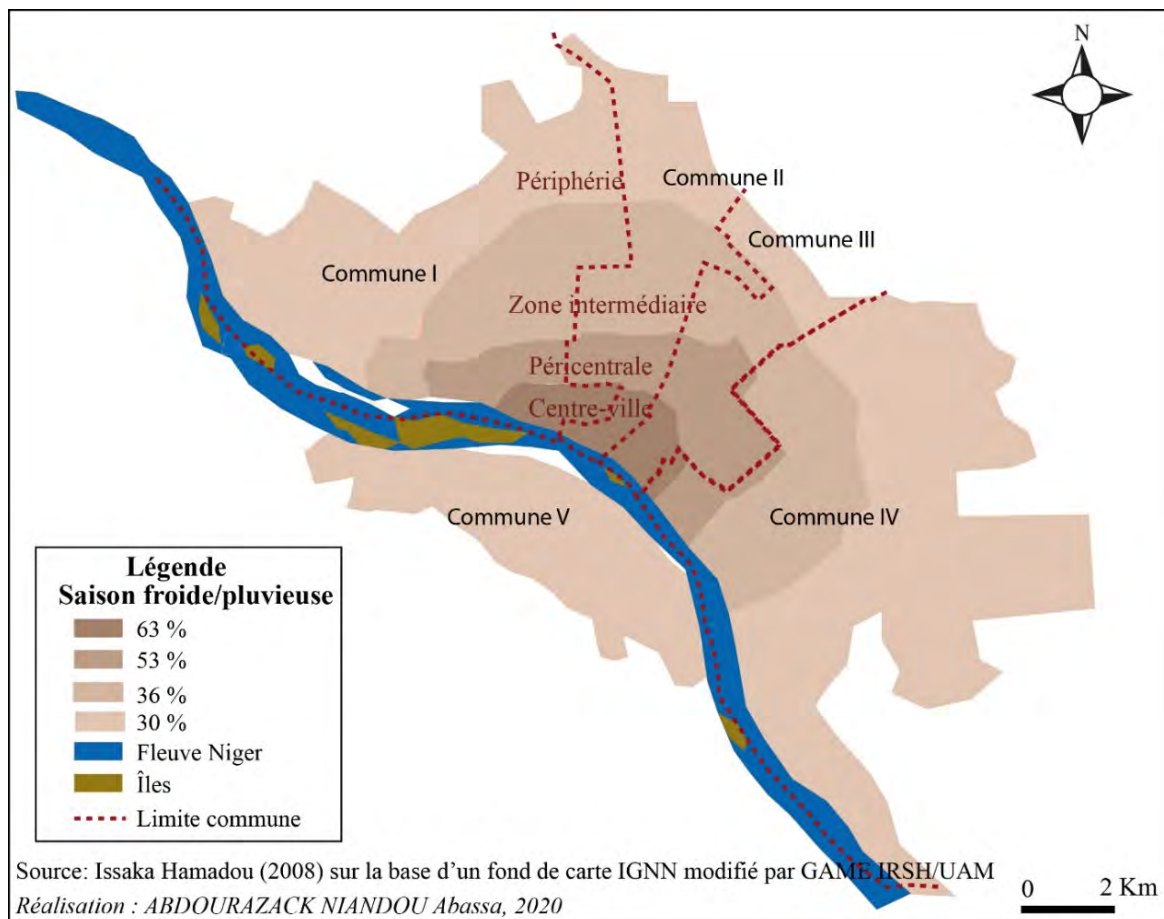 N
Périphérie
Commune II
Commune III
Commune I
Zone intermédiaire
Péricentrale
Centre-ville
Commune V
Commune IV
Légende
Saison froide/pluvieuse
63 %
53 %
36 %
30 %
Fleuve Niger
Îles
Limite commune
Source: Issaka Hamadou (2008) sur la base d'un fond de carte IGNN modifié par GAME IRSH/UAM
Réalisation : ABDOURAZACK NIANDOU Abassa, 2020
0 2 Km